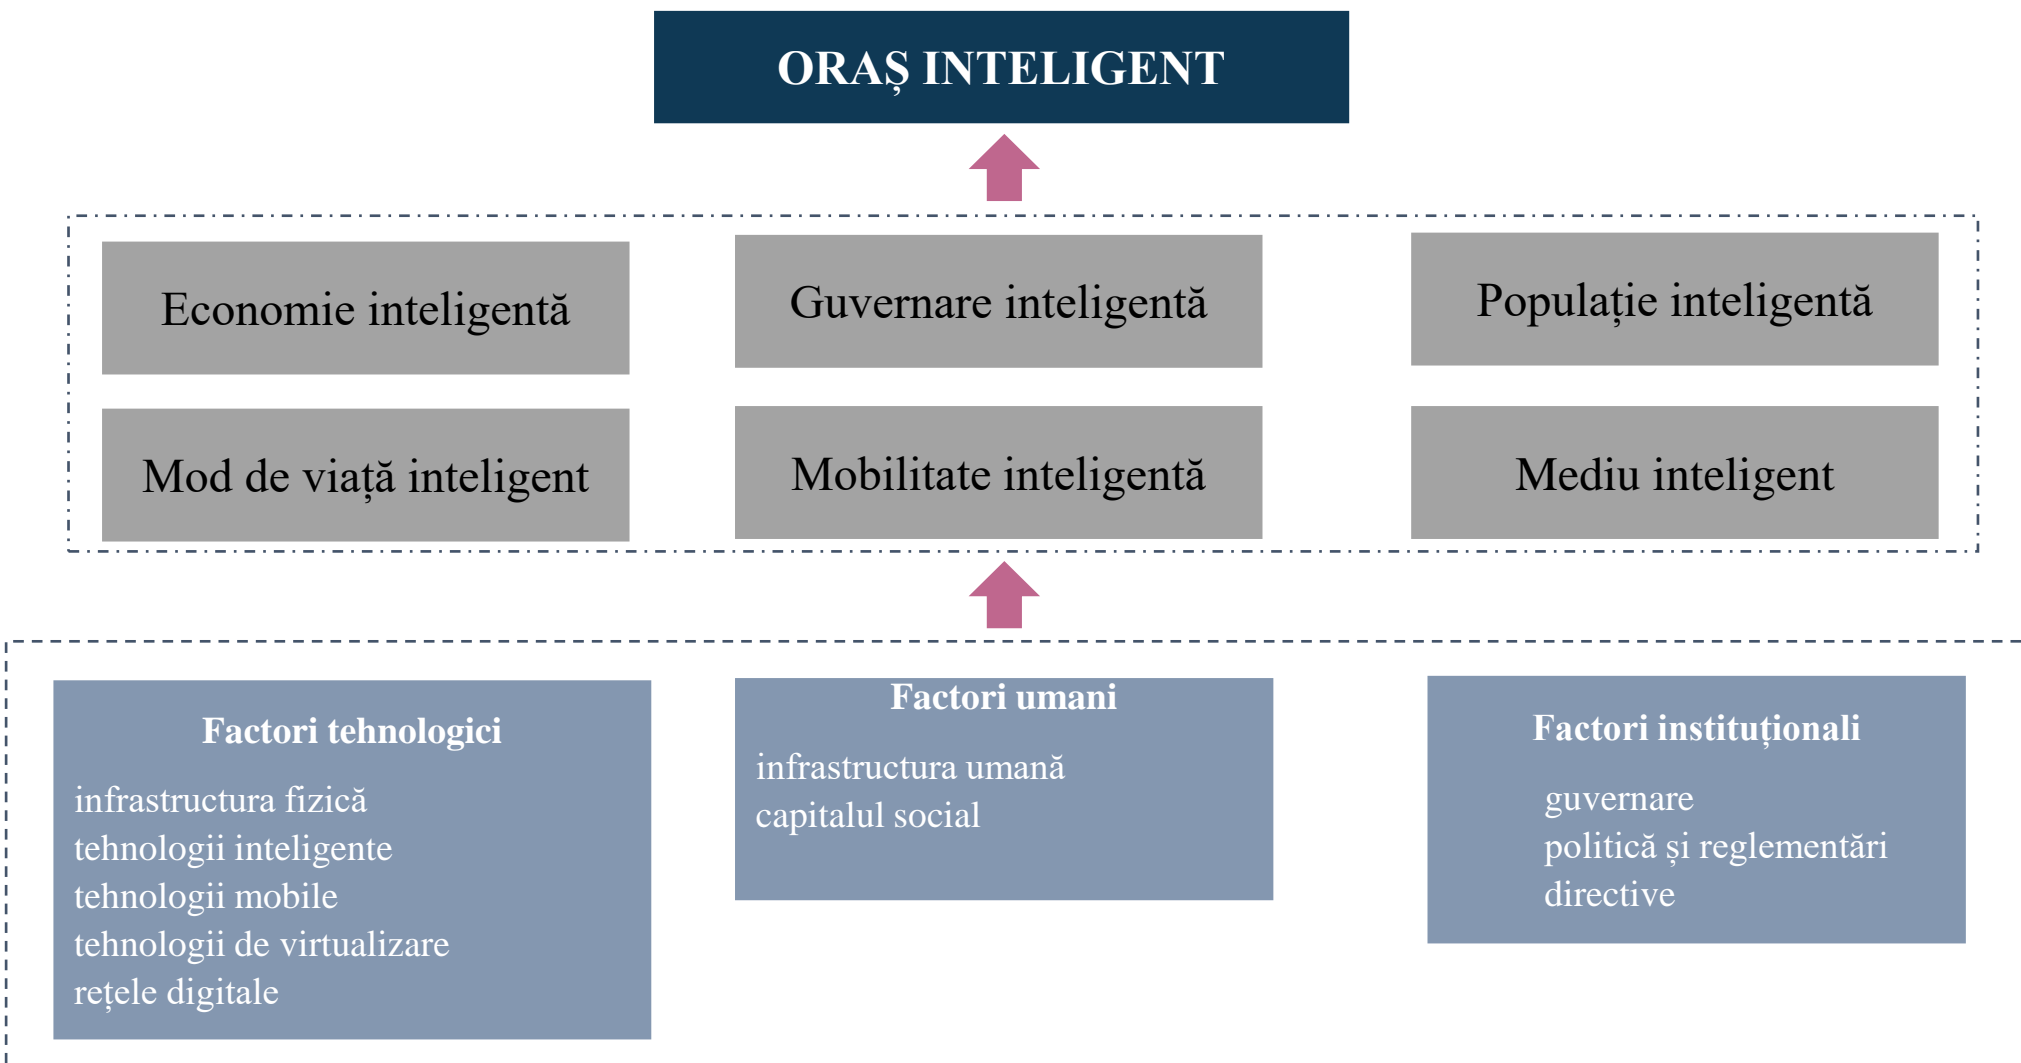 ORAȘ INTELIGENT
Economie inteligentă
Guvernare inteligentă
Populație inteligentă
Mod de viață inteligent
Mobilitate inteligentă
Mediu inteligent
Factori tehnologici
infrastructura fizică
tehnologii inteligente
tehnologii mobile
tehnologii de virtualizare
rețele digitale
Factori umani
infrastructura umană
capitalul social
Factori instituționali
guvernare
politică și reglementări
directive